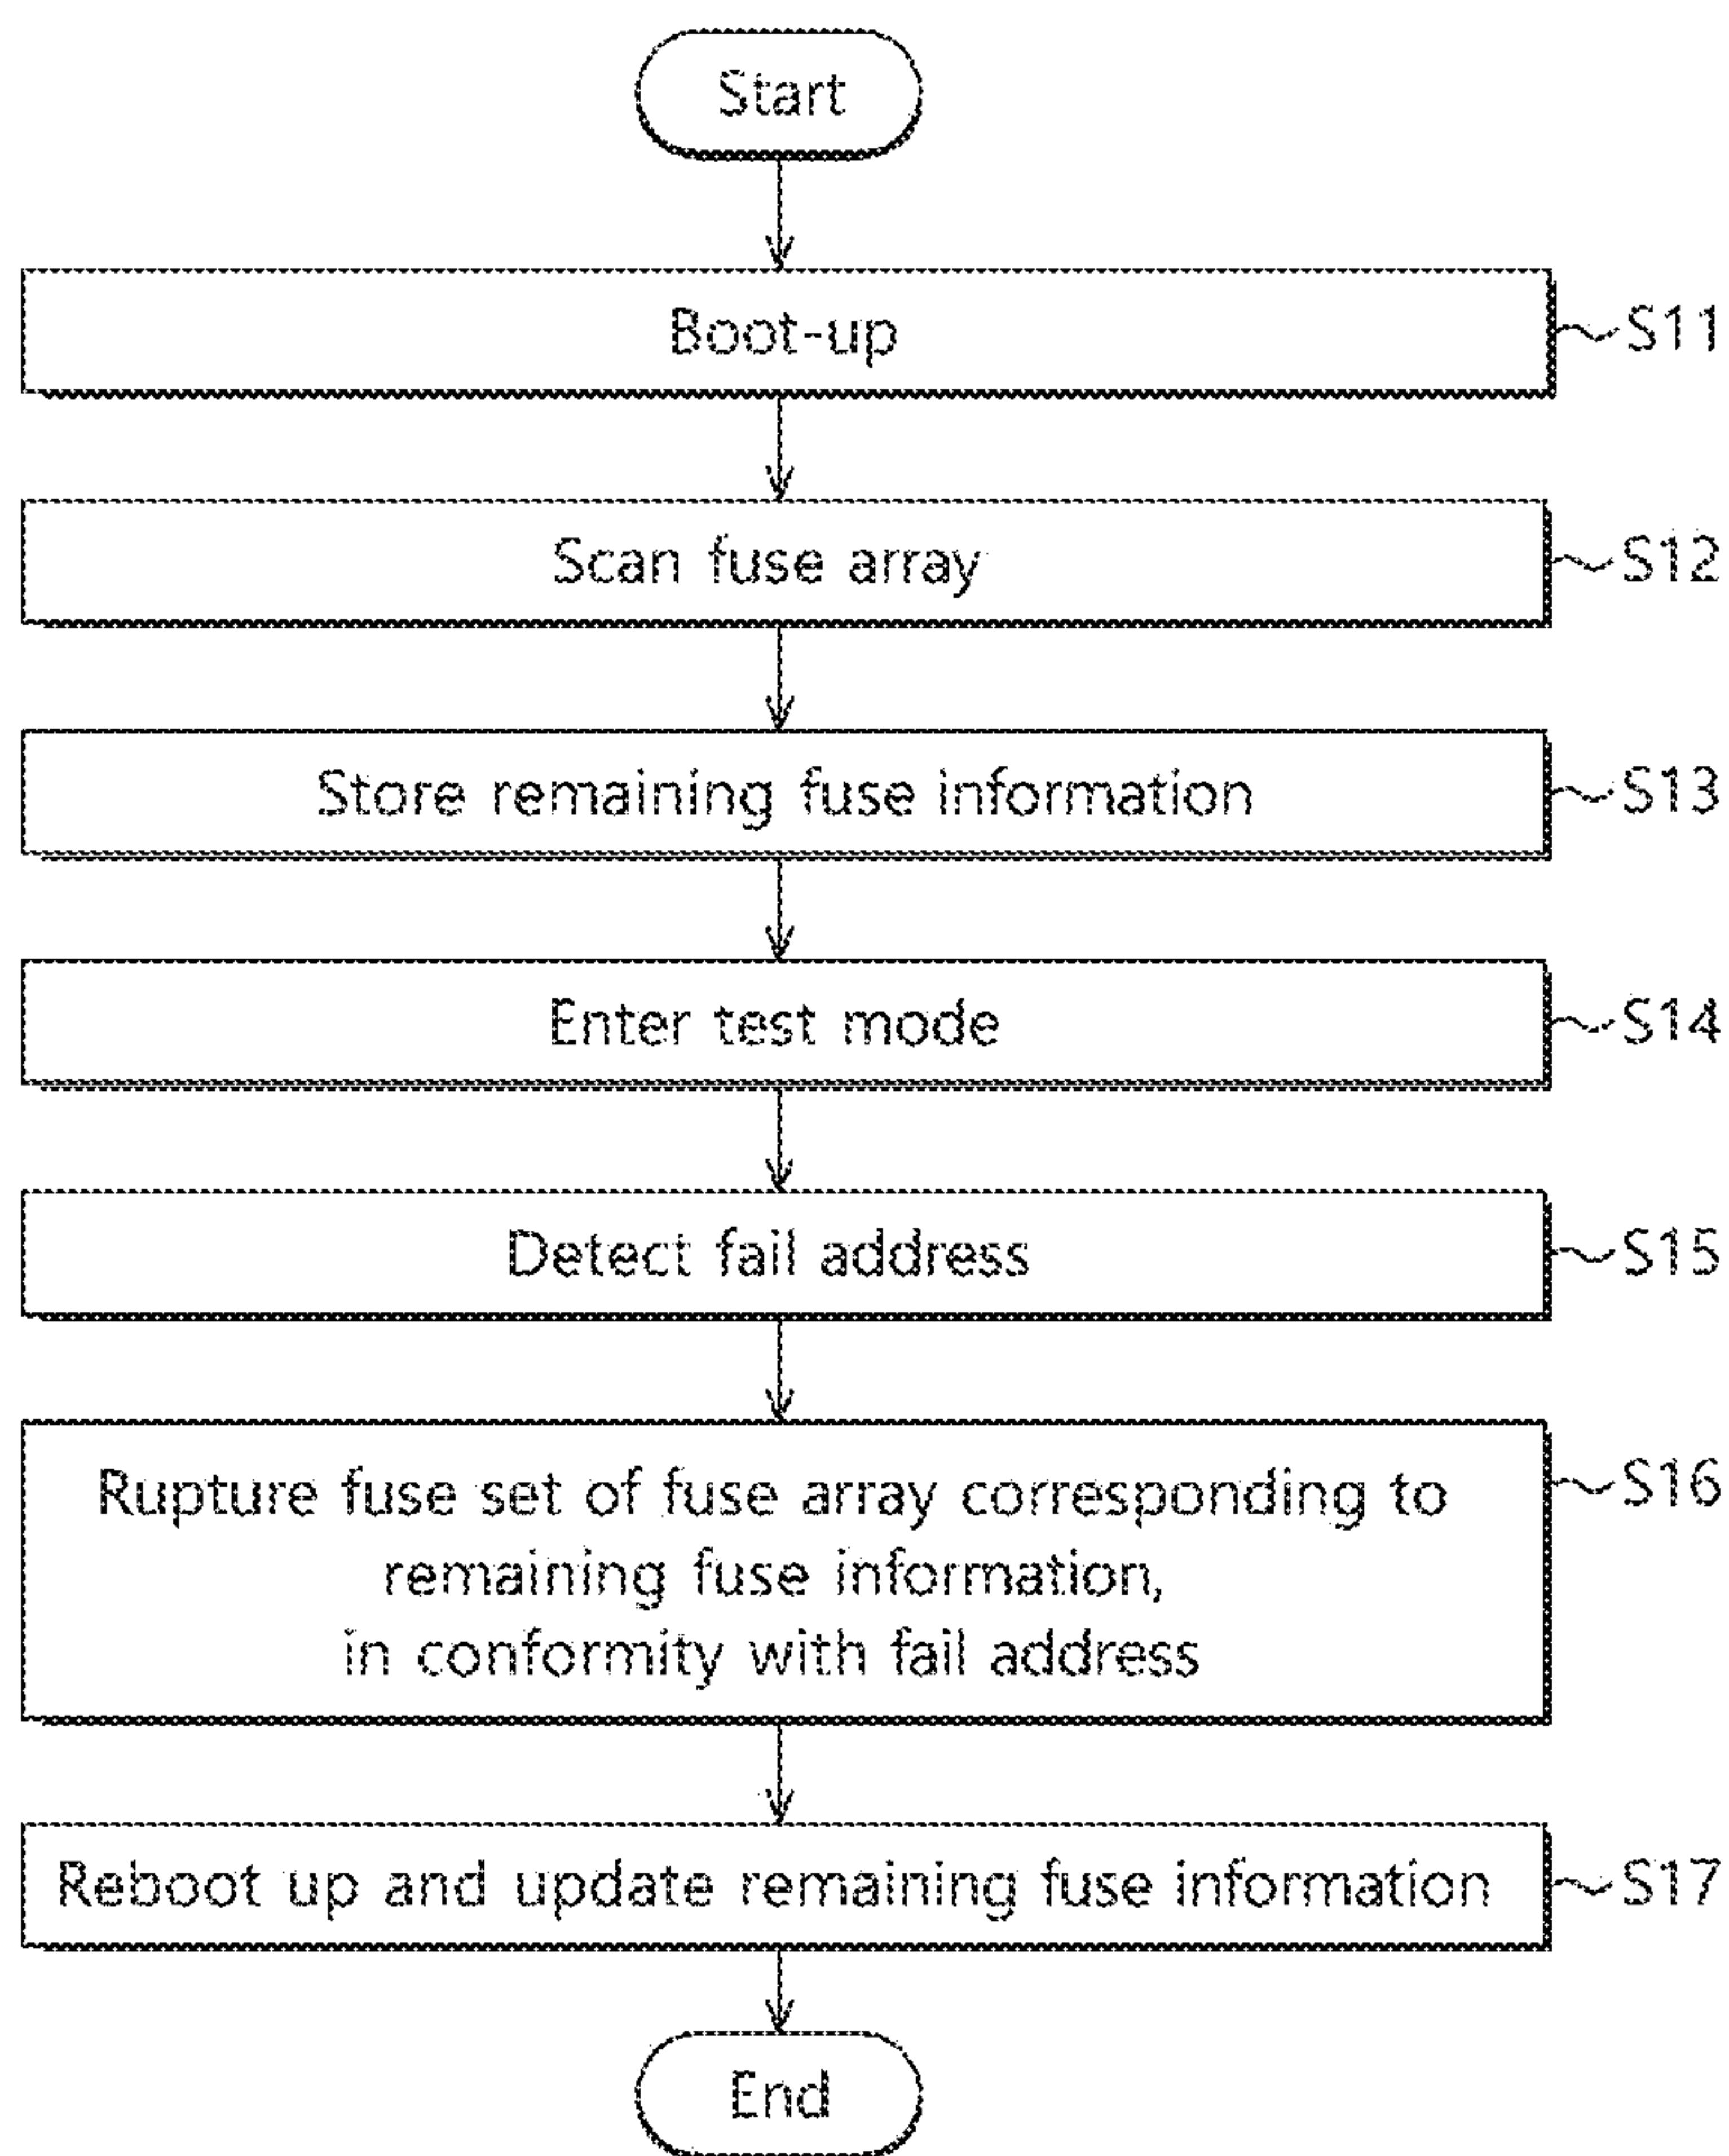 Start
Boot-up
S11
Scan fuse array
S12
Store remaining fuse information
S13
Enter test mode
S14
Detect fail address
S15
Rupture fuse set of fuse array corresponding to
S16
remaining fuse information,
in conformity with fail address
Reboot up and update remaining fuse information
S17
End